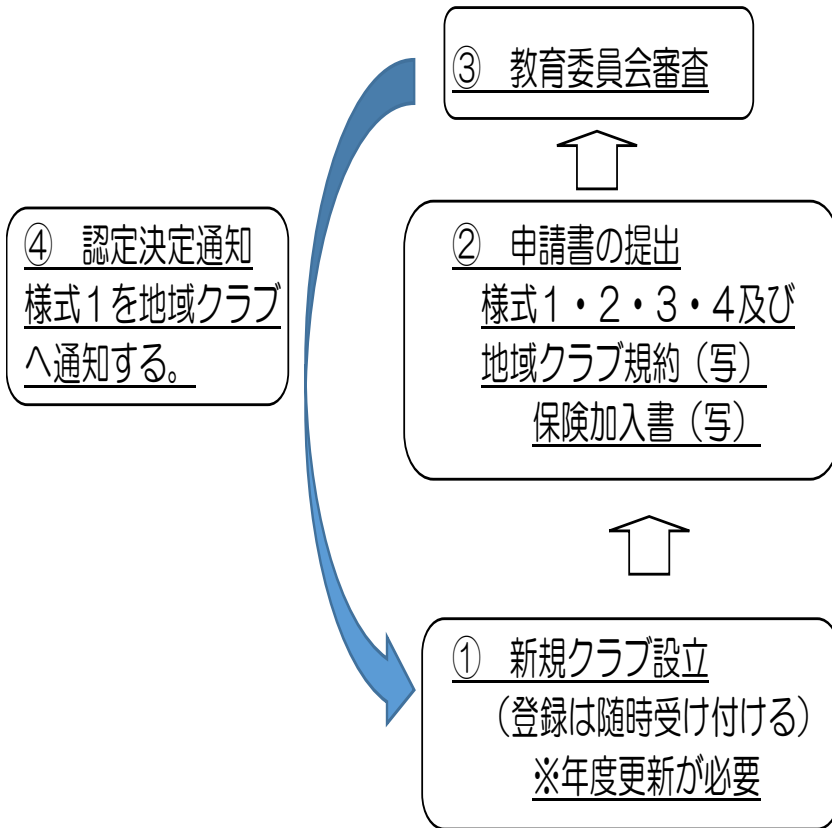 ③　教育委員会審査
④　認定決定通知
様式１を地域クラブ
へ通知する。
②　申請書の提出
様式１・２・３・４及び
地域クラブ規約（写）
保険加入書（写）
①　新規クラブ設立
（登録は随時受け付ける）
※年度更新が必要